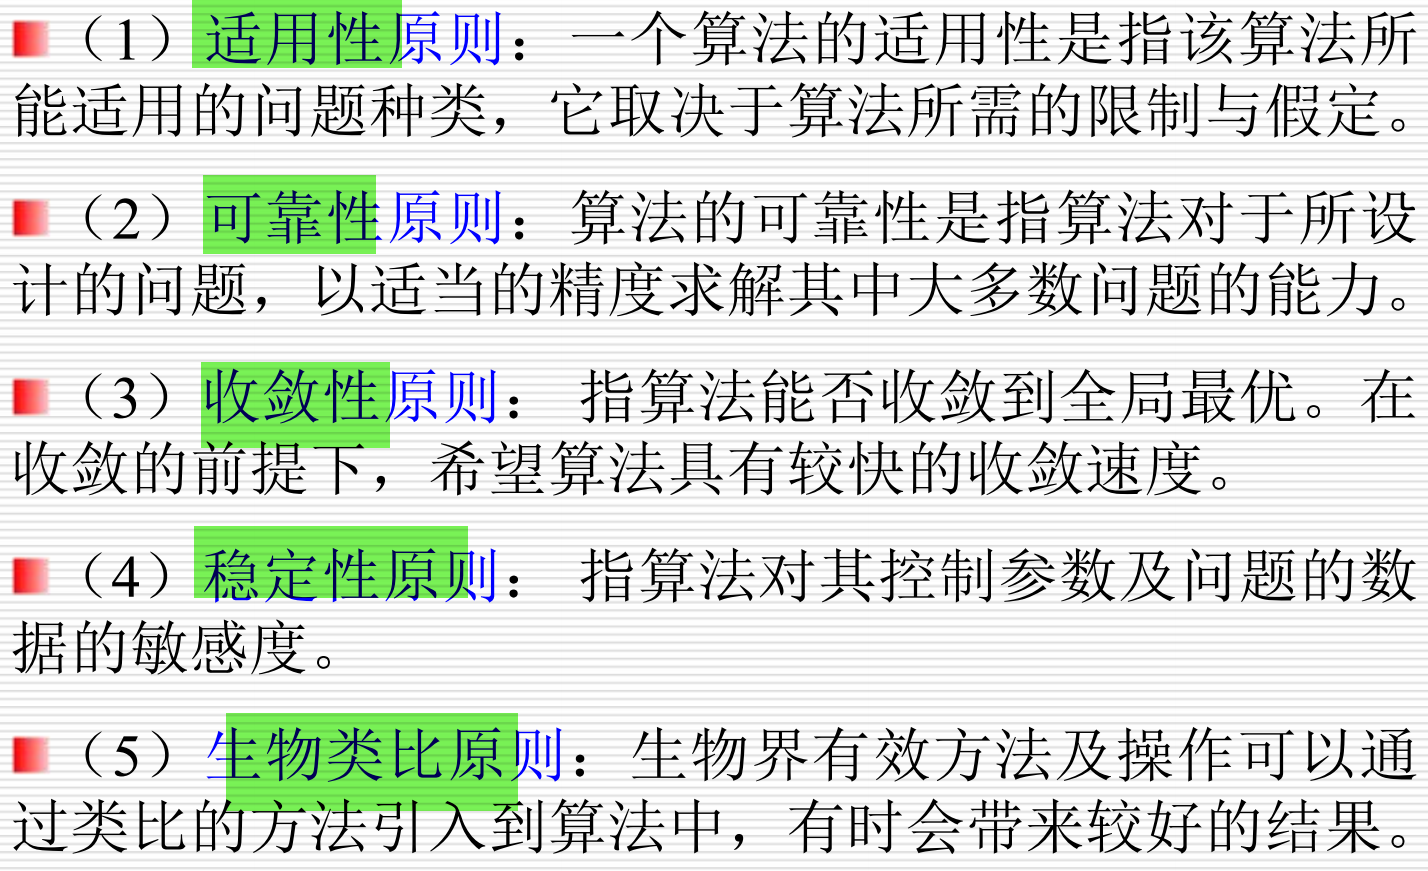 （1）适用性原则：一个算法的适用性是指该算法所
能适用的问题种类，它取决于算法所需的限制与假定。
（2）可靠性原则：算法的可靠性是指算法对于所设
计的问题，以适当的精度求解其中大多数问题的能力。
（3）收敛性原则： 指算法能否收敛到全局最优。在
收敛的前提下，希望算法具有较快的收敛速度。
（4）稳定性原则： 指算法对其控制参数及问题的数
据的敏感度。
（5）生物类比原则：生物界有效方法及操作可以通
过类比的方法引入到算法中，有时会带来较好的结果。